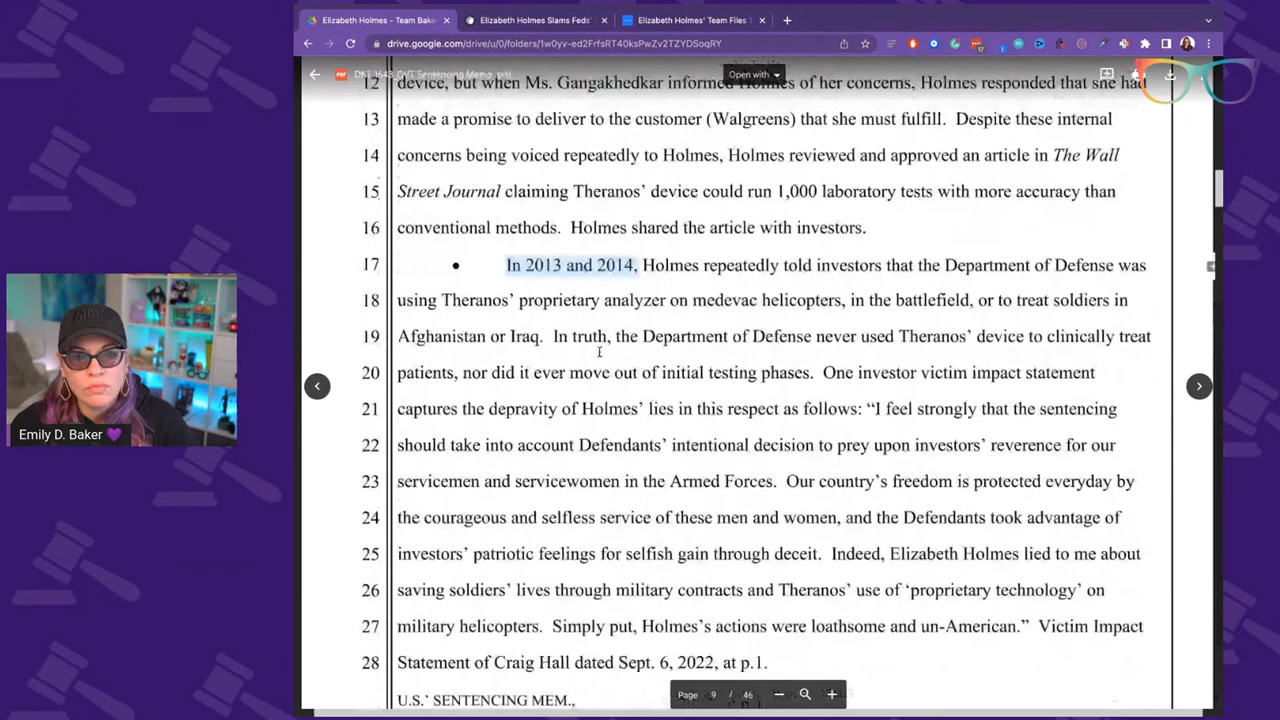 Elizabeth Holmes - Team Bake
Elizabeth Holmes Slams Feds'
Elizabeth Holmes' Team Files
drive.google.com/drive/u/0/folders/1w0yv-ed2FrfsRT40ksPwZv2TZYDSoqRY
PDF
DKT 1643 GVT Sentencing Memo.pdf
Open with
12 device, but when Ms. Gangakhedkar informed Holmes of her concerns, Holmes responded that she had
13 made a promise to deliver to the customer (Walgreens) that she must fulfill. Despite these internal
14 concerns being voiced repeatedly to Holmes, Holmes reviewed and approved an article in The Wall
15 Street Journal claiming Theranos' device could run 1,000 laboratory tests with more accuracy than
16 conventional methods. Holmes shared the article with investors.
17 • In 2013 and 2014, Holmes repeatedly told investors that the Department of Defense was
18 using Theranos' proprietary analyzer on medevac helicopters, in the battlefield, or to treat soldiers in
19 Afghanistan or Iraq. In truth, the Department of Defense never used Theranos' device to clinically treat
20 patients, nor did it ever move out of initial testing phases. One investor victim impact statement
21 captures the depravity of Holmes' lies in this respect as follows: "I feel strongly that the sentencing
22 should take into account Defendants' intentional decision to prey upon investors' reverence for our
23 servicemen and servicewomen in the Armed Forces. Our country's freedom is protected everyday by
24 the courageous and selfless service of these men and women, and the Defendants took advantage of
25 investors' patriotic feelings for selfish gain through deceit. Indeed, Elizabeth Holmes lied to me about
26 saving soldiers' lives through military contracts and Theranos' use of 'proprietary technology' on
27 military helicopters. Simply put, Holmes's actions were loathsome and un-American." Victim Impact
28 Statement of Craig Hall dated Sept. 6, 2022, at p.1.
U.S.' SENTENCING MEM.,
Page 9 / 46
Emily D. Baker 💜